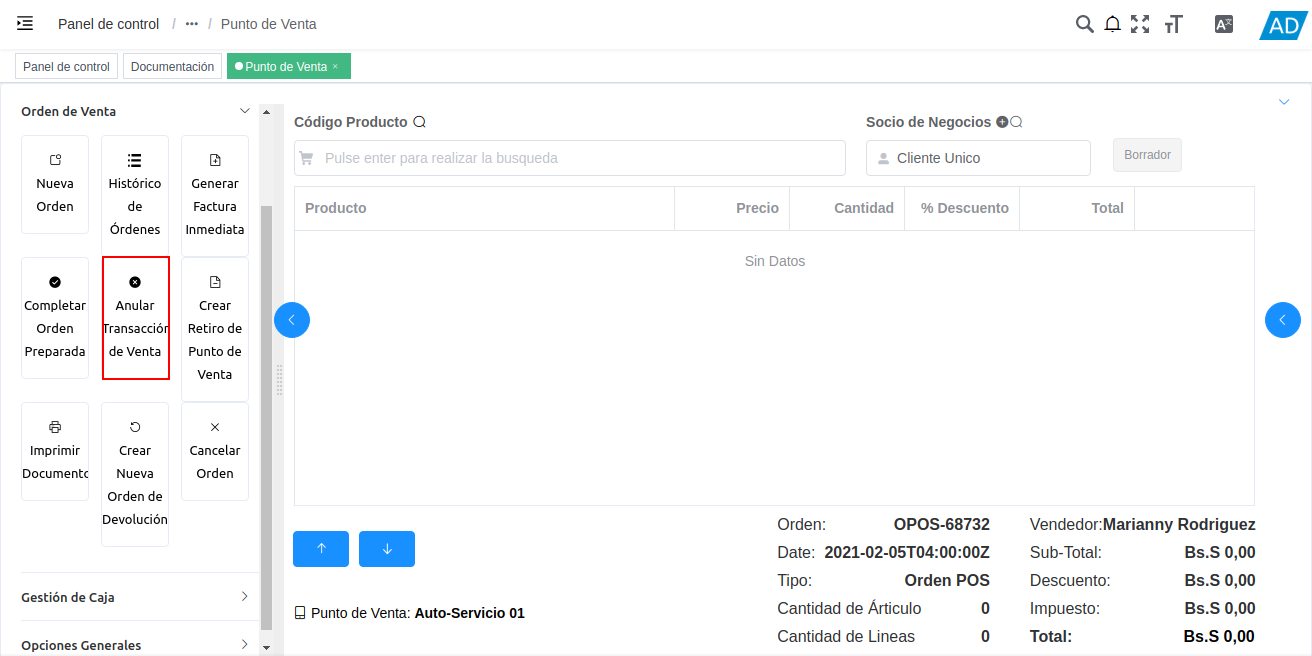 Panel de control / ··· / Punto de Venta
AD
Panel de control
Documentación
Punto de Venta ×
Orden de Venta
Nueva
Orden
Histórico
de
Órdenes
Generar
Factura
Inmediata
Completar
Orden
Preparada
Anular
Transacción
de Venta
Crear
Retiro de
Punto de
Venta
Imprimir
Documento
Crear
Nueva
Orden de
Devolución
Cancelar
Orden
Gestión de Caja
Opciones Generales
Código Producto
Pulse enter para realizar la busqueda
Socio de Negocios
Cliente Unico
Borrador
Producto Precio Cantidad % Descuento Total
Sin Datos
Punto de Venta: Auto-Servicio 01
Orden: OPOS-68732
Date: 2021-02-05T04:00:00Z
Tipo: Orden POS
Cantidad de Árticulo 0
Cantidad de Lineas 0
Vendedor:Marianny Rodriguez
Sub-Total: Bs.S 0,00
Descuento: Bs.S 0,00
Impuesto: Bs.S 0,00
Total: Bs.S 0,00